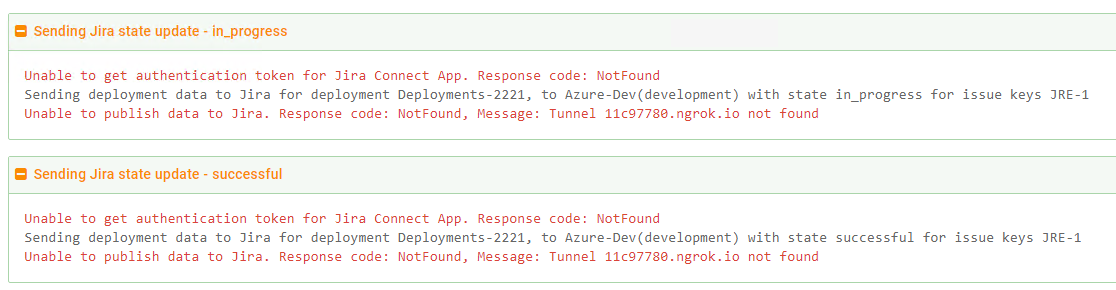 Sending Jira state update - in_progress
Unable to get authentication token for Jira Connect App. Response code: NotFound
Sending deployment data to Jira for deployment Deployments-2221, to Azure-Dev(development) with state in_progress for issue keys JRE-1
Unable to publish data to Jira. Response code: NotFound, Message: Tunnel 11c97780.ngrok.io not found
Sending Jira state update - successful
Unable to get authentication token for Jira Connect App. Response code: NotFound
Sending deployment data to Jira for deployment Deployments-2221, to Azure-Dev(development) with state successful for issue keys JRE-1
Unable to publish data to Jira. Response code: NotFound, Message: Tunnel 11c97780.ngrok.io not found